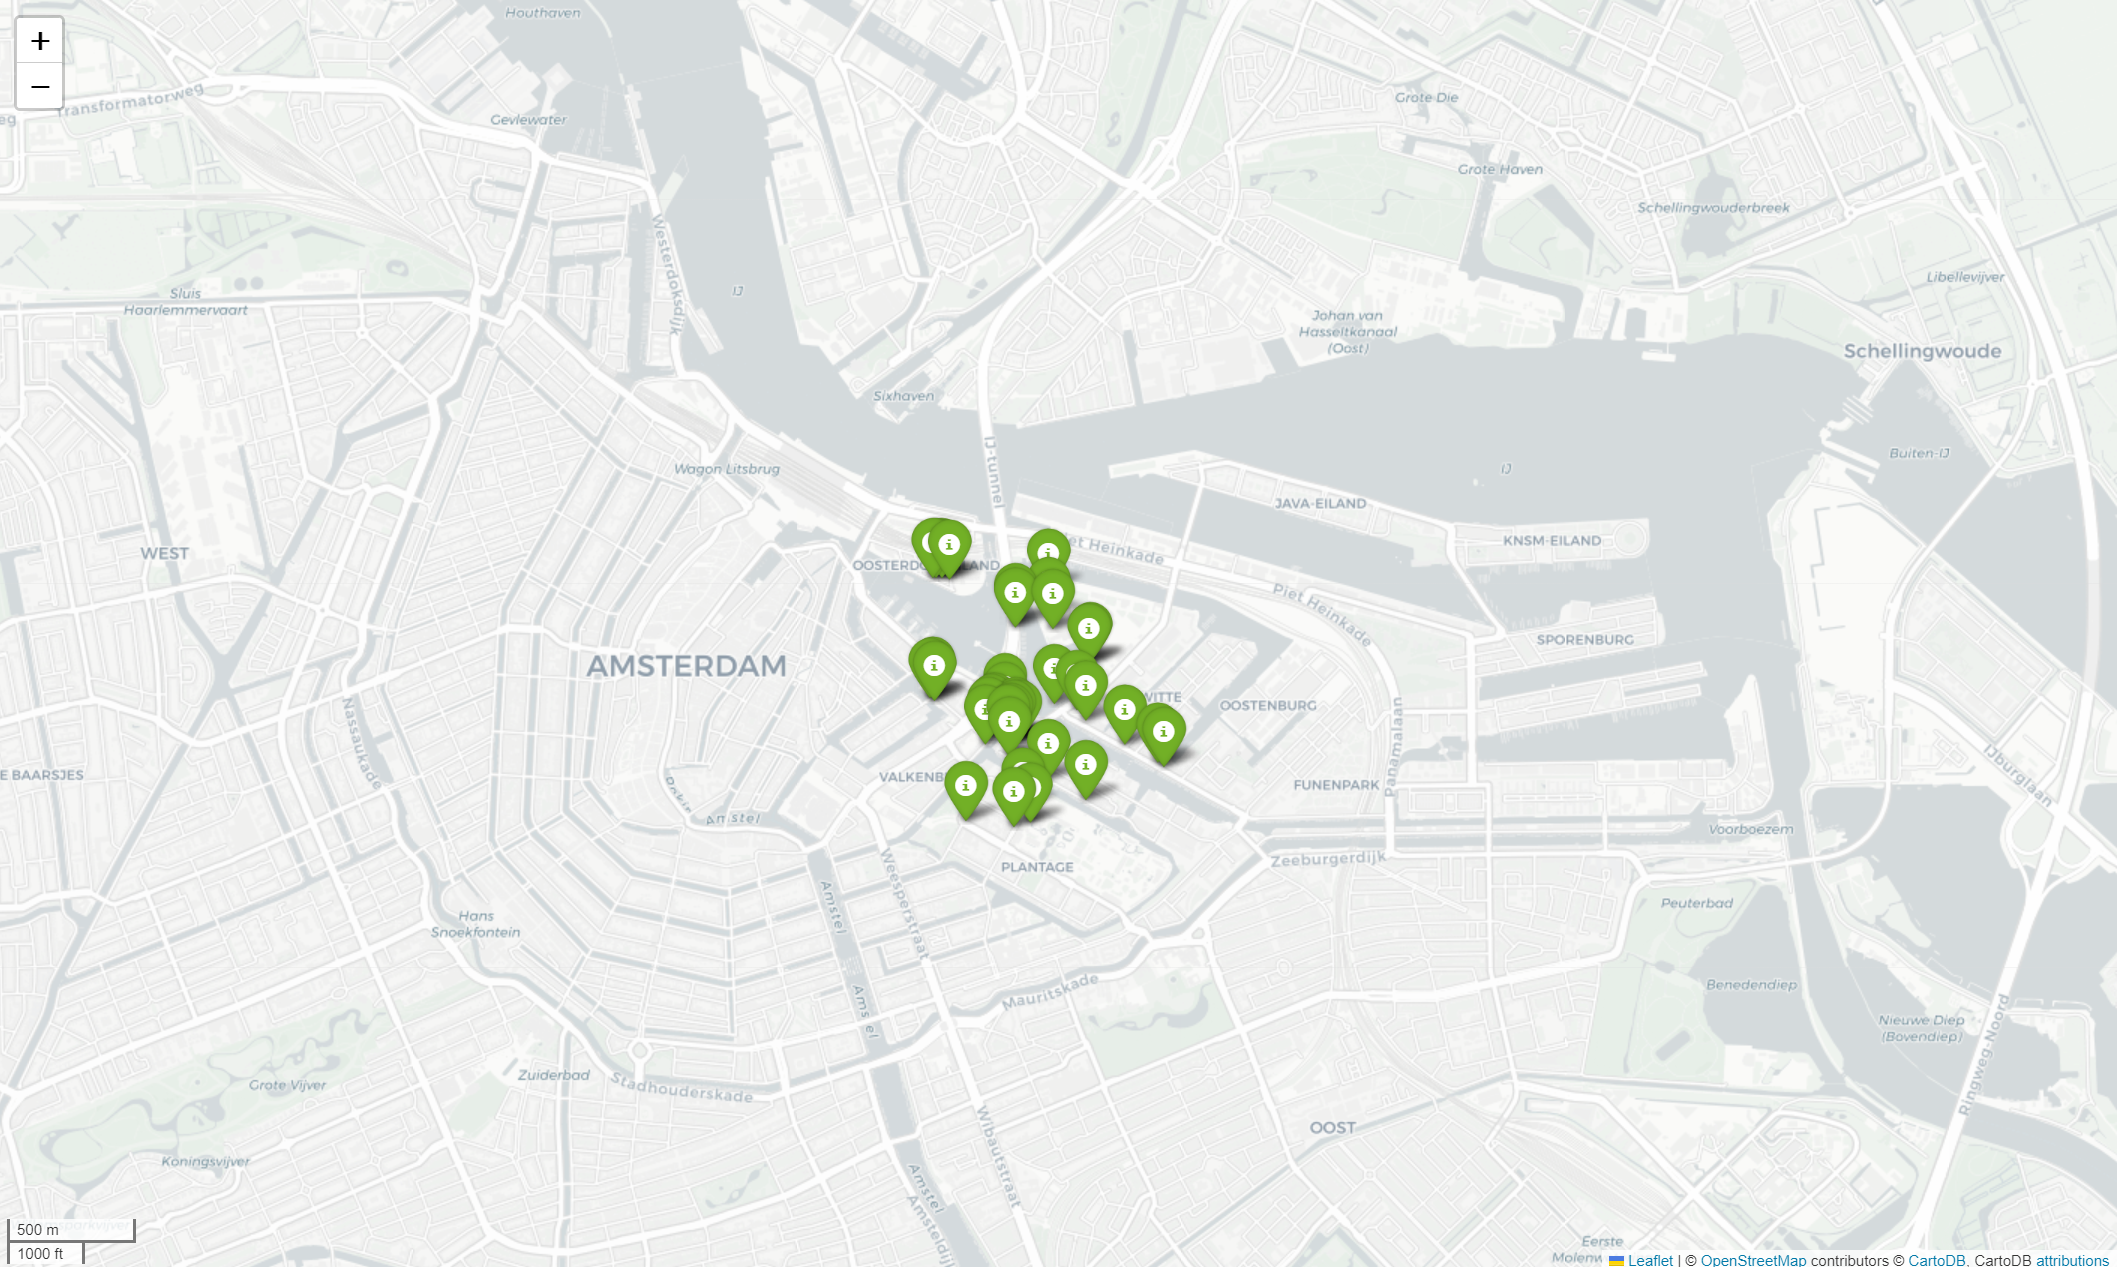 Houthaven
+
−
Transformatorweg
eg
Gevlewater
Grote Die
Grote Haven
Schellingwouderbreek
Westerdoksdijk
IJ
Sluis
Haarlemmervaart
Libellevijver
Johan van
Hasseltkanaal
(Oost)
Schellingwoude
Sixhaven
IJ-tunnel
Wagon Litsbrug
IJ
Buiten-IJ
JAVA-EILAND
KNSM-EILAND
WEST
Piet Heinkade
Piet Heinkade
SPORENBURG
AMSTERDAM
WITTE
OOSTENBURG
Nassaukade
Panamalaan
IJburglaan
E BAARSJES
VALKENB
FUNENPARK
Amstel
Voorboezem
Zeeburgerdijk
PLANTAGE
Weesperstraat
Amstel
Peuterbad
Hans
Snoekfontein
Mauritskade
Benedendiep
Amstel
Nieuwe Diep
(Bovendiep)
Ringweg-Noord
Zuiderbad
Grote Vijver
Stadhouderskade
Wibautstraat
OOST
Koningsvijver
Amstel
Amsteldij
500 m
1000 ft
Eerste
Molenw
Leaflet | © OpenStreetMap contributors © CartoDB, CartoDB attributions